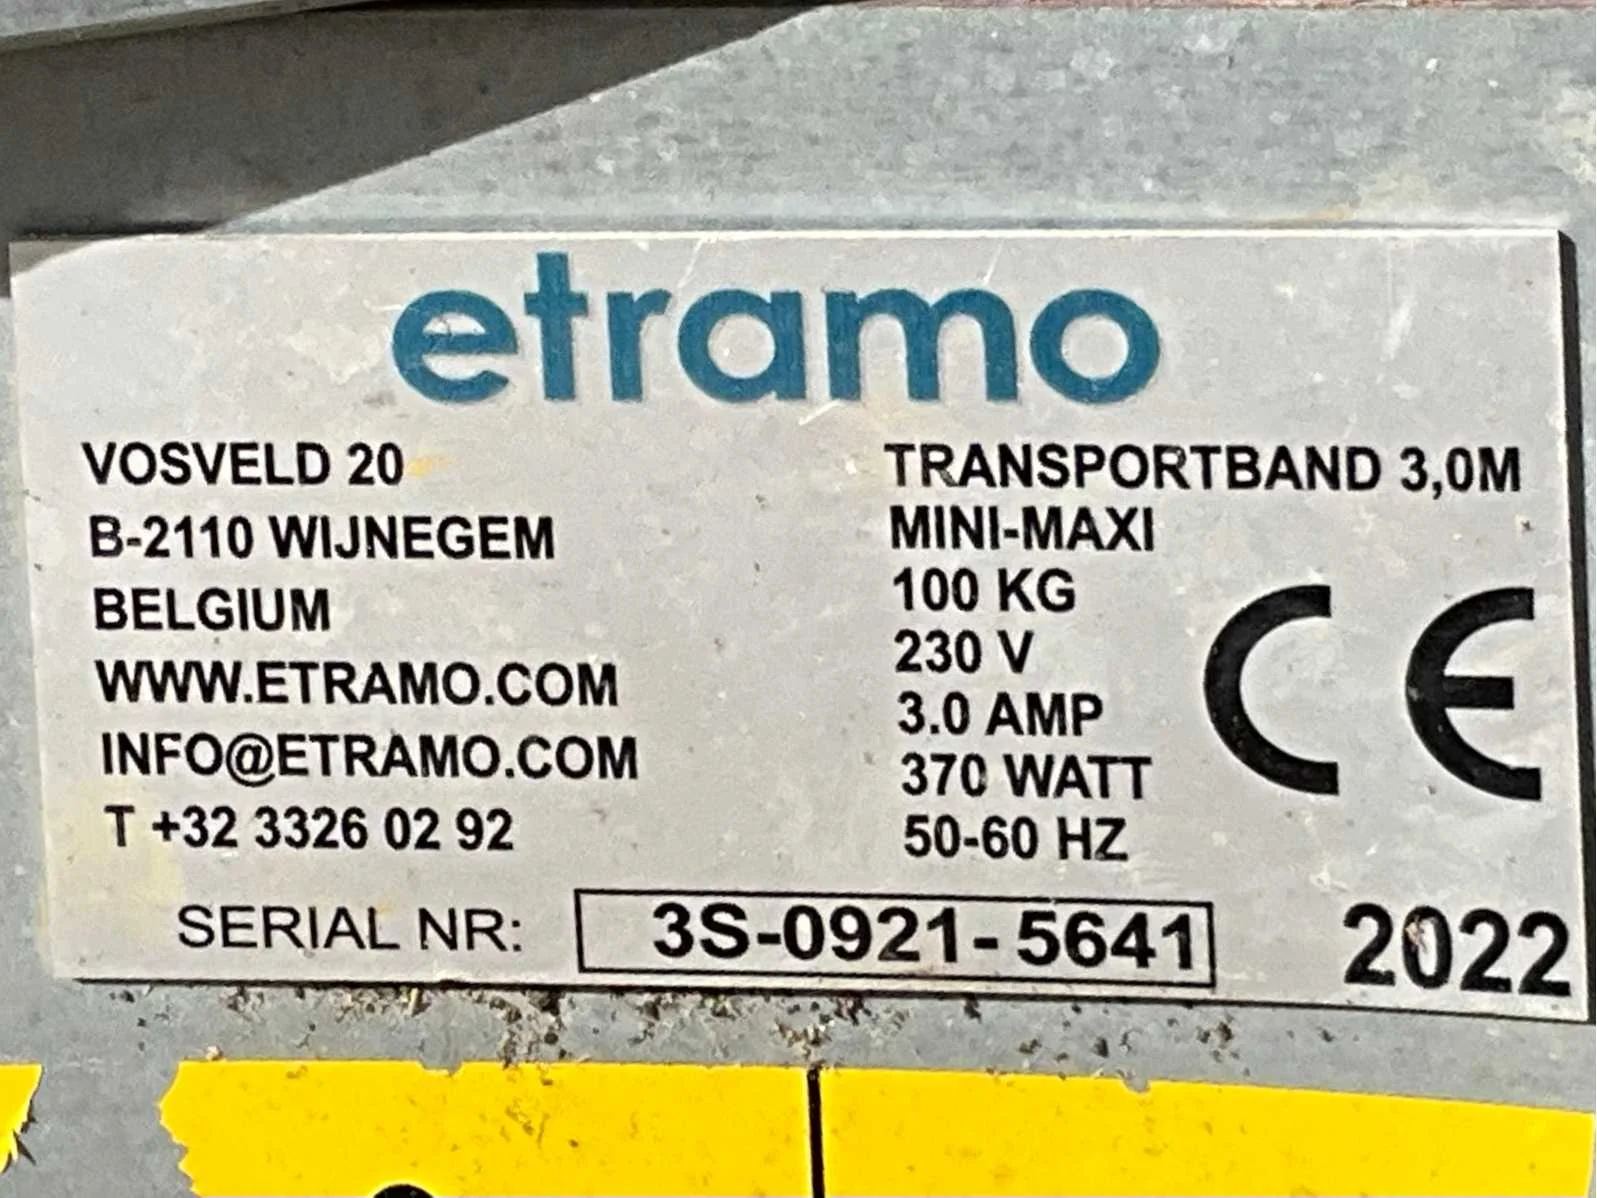 etramo
VOSVELD 20
B-2110 WIJNEGEM
BELGIUM
WWW.ETRAMO.COM
INFO@ETRAMO.COM
T +32 3326 02 92
TRANSPORTBAND 3,0M
MINI-MAXI
100 KG
230 V
3.0 AMP
370 WATT
50-60 HZ
CE
SERIAL NR: 3S-0921-5641 2022